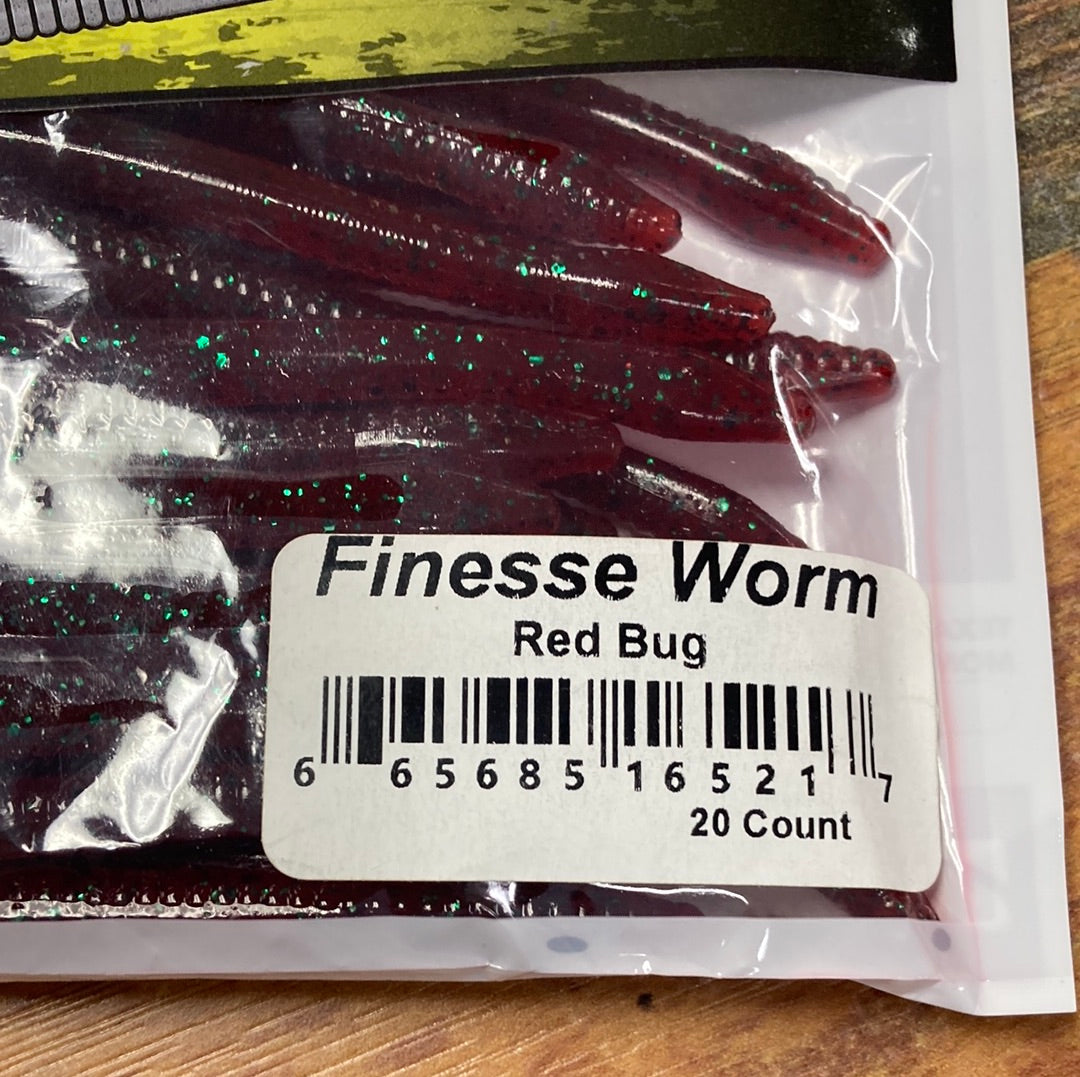 Finesse Worm
Red Bug
6 65685 16521 7
20 Count